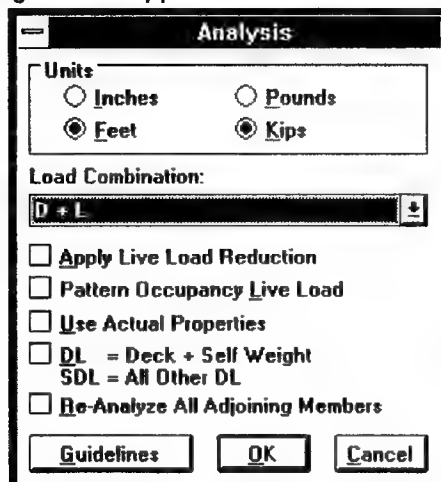 Analysis
Units
Inches Pounds
Feet Kips
Load Combination:
D + L
Apply Live Load Reduction
Pattern Occupancy Live Load
Use Actual Properties
DL = Deck + Self Weight
SDL = All Other DL
Re-Analyze All Adjoining Members
Guidelines OK Cancel